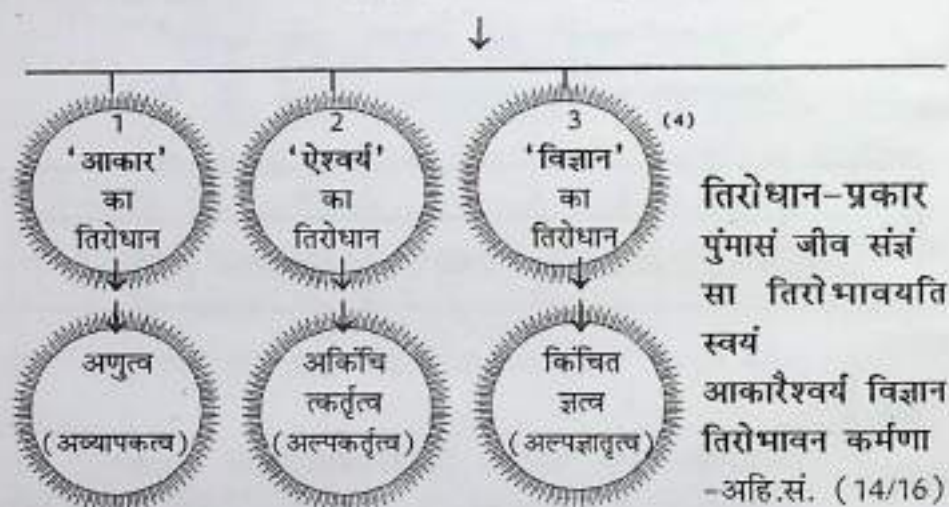 1
'आकार'
का
तिरोधान
2
'ऐश्वर्य'
का
तिरोधान
3
'विज्ञान'
का
तिरोधान
(4)
अणुत्व
(अव्यापकत्व)
अकिंचि
त्कर्तृत्व
(अल्पकर्तृत्व)
किंचित
ज्ञत्व
(अल्पज्ञातृत्व)
तिरोधान-प्रकार
पुंमासं जीव संज्ञं
सा तिरोभावयति
स्वयं
आकारैश्वर्य विज्ञान
तिरोभावन कर्मणा
-अहि.सं. (14/16)